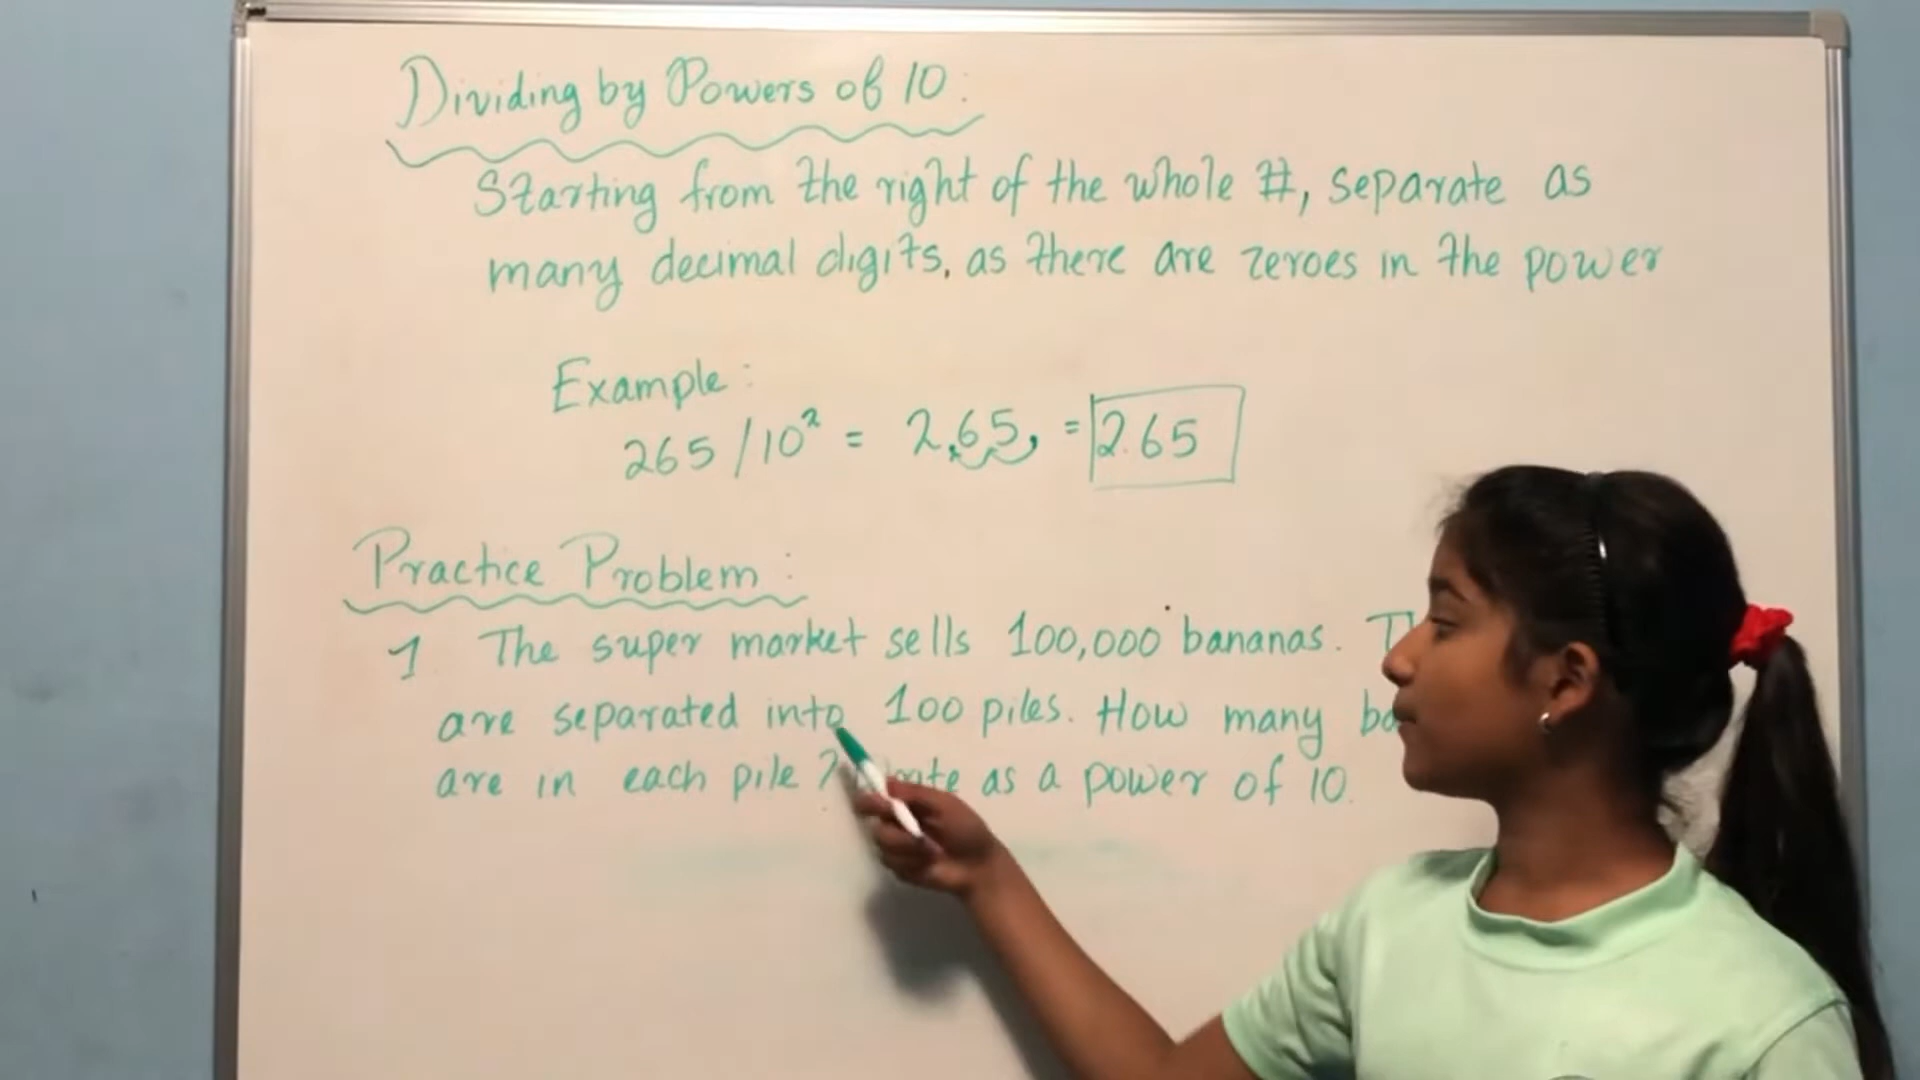 Dividing by Powers of 10:
Starting from the right of the whole #, separate as
many decimal digits, as there are zeroes in the power
Example:
265/10² = 2.65. = 2.65
Practice Problem:
1 The super market sells 100,000 bananas.
are separated into 100 piles. How many
are in each pile? as a power of 10.